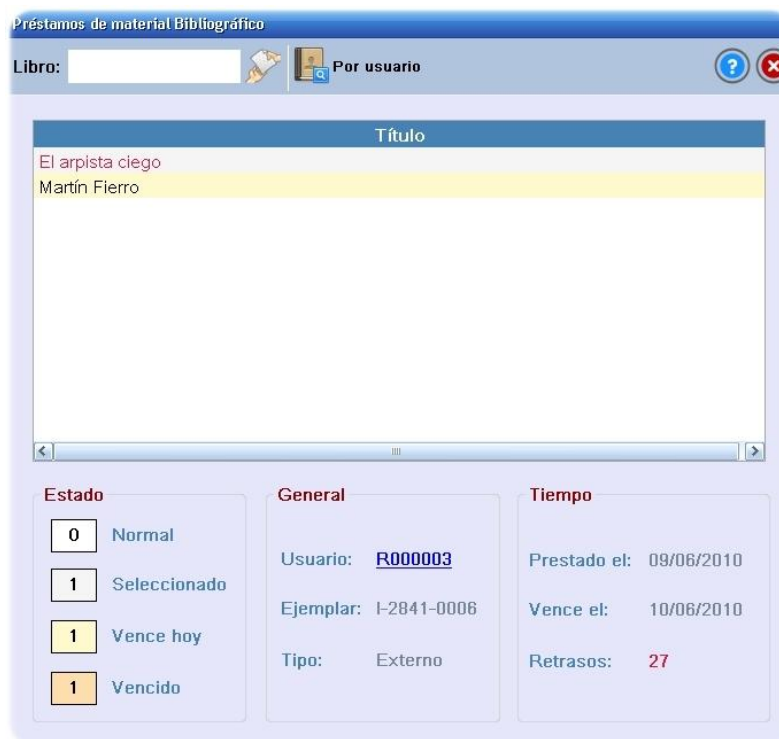 Préstamos de material Bibliográfico
Libro: Por usuario
Título
El arpista ciego
Martín Fierro
Estado
0 Normal
1 Seleccionado
1 Vence hoy
1 Vencido
General
Usuario: R000003
Ejemplar: I-2841-0006
Tipo: Externo
Tiempo
Prestado el: 09/06/2010
Vence el: 10/06/2010
Retrasos: 27